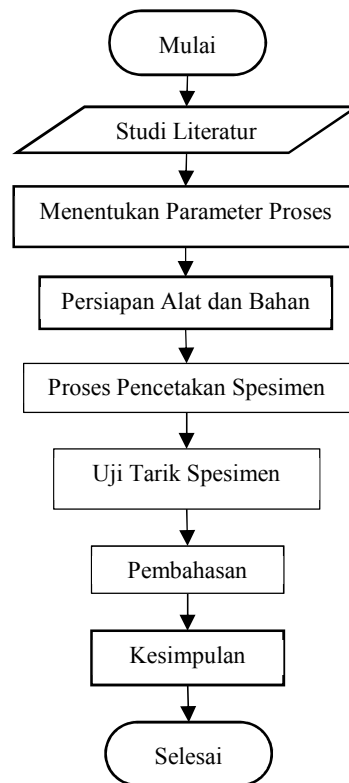 Mulai
Studi Literatur
Menentukan Parameter Proses
Persiapan Alat dan Bahan
Proses Pencetakan Spesimen
Uji Tarik Spesimen
Pembahasan
Kesimpulan
Selesai